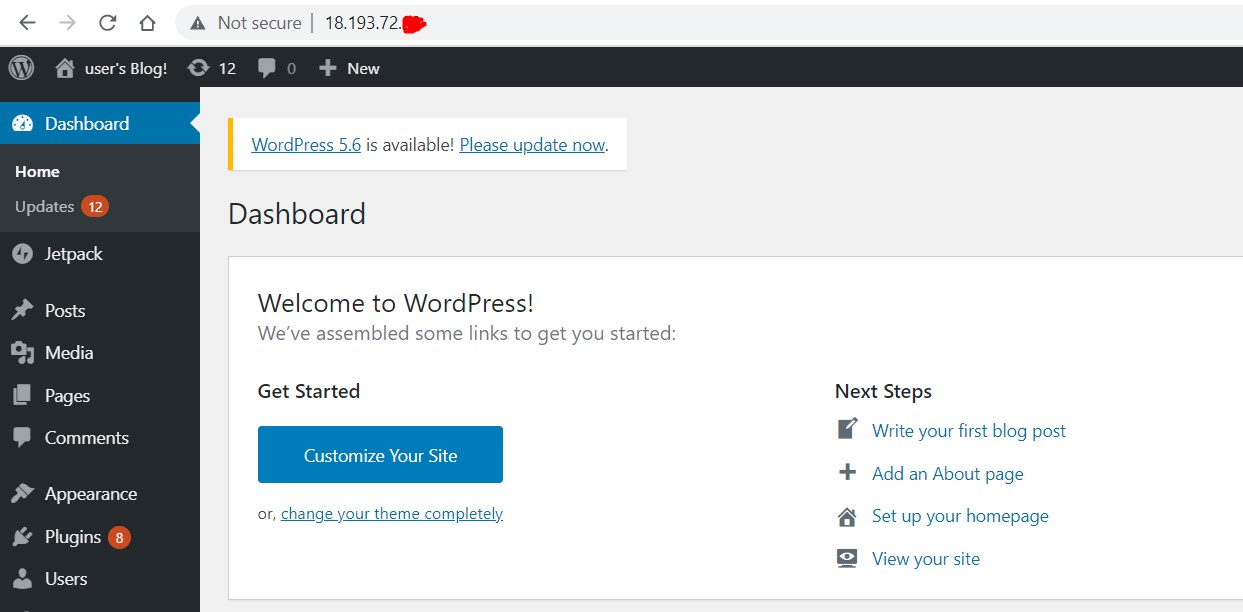 Not secure | 18.193.72.
user's Blog! 12 0 New
Dashboard
Home
Updates 12
Jetpack
Posts
Media
Pages
Comments
Appearance
Plugins 8
Users
WordPress 5.6 is available! Please update now.
Dashboard
Welcome to WordPress!
We've assembled some links to get you started:
Get Started
Customize Your Site
or, change your theme completely
Next Steps
Write your first blog post
Add an About page
Set up your homepage
View your site